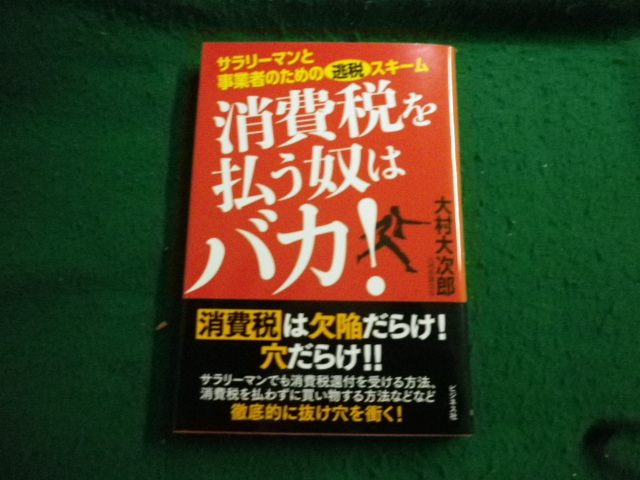 サラリーマンと
事業者のための逃税スキーム
消費税を
払う奴は
バカ!
大村大次郎
消費税は欠陥だらけ!
穴だらけ!!
サラリーマンでも消費税還付を受ける方法、
消費税を払わずに買い物する方法などなど
徹底的に抜け穴を衝く!
ビジネス社